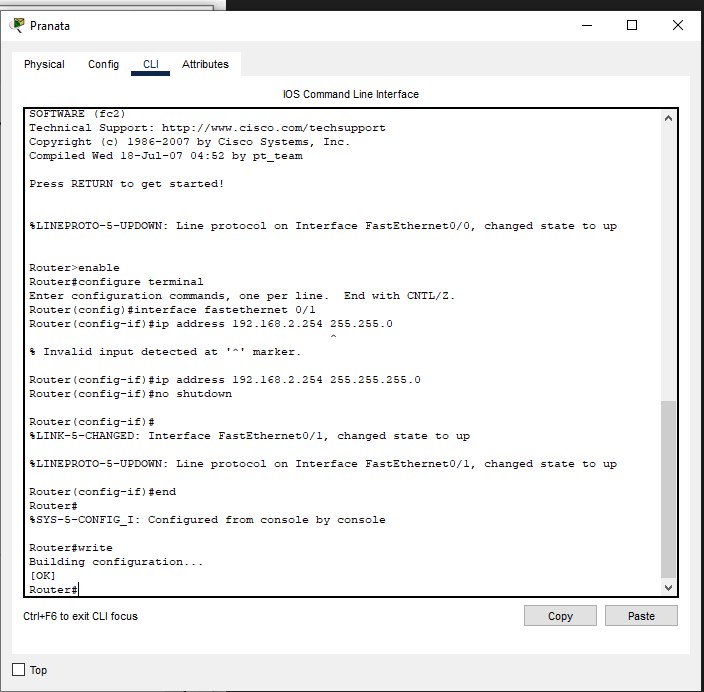 Pranata
Physical Config CLI Attributes
IOS Command Line Interface
SOFTWARE (fc2)
Technical Support: http://www.cisco.com/techsupport
Copyright (c) 1986-2007 by Cisco Systems, Inc.
Compiled Wed 18-Jul-07 04:52 by pt_team
Press RETURN to get started!
%LINEPROTO-5-UPDOWN: Line protocol on Interface FastEthernet0/0, changed state to up
Router>enable
Router#configure terminal
Enter configuration commands, one per line.  End with CNTL/Z.
Router(config)#interface fastethernet 0/1
Router(config-if)#ip address 192.168.2.254 255.255.0
^
% Invalid input detected at '^' marker.
Router(config-if)#ip address 192.168.2.254 255.255.255.0
Router(config-if)#no shutdown
Router(config-if)#
%LINK-5-CHANGED: Interface FastEthernet0/1, changed state to up
%LINEPROTO-5-UPDOWN: Line protocol on Interface FastEthernet0/1, changed state to up
Router(config-if)#end
Router#
%SYS-5-CONFIG_I: Configured from console by console
Router#write
Building configuration...
[OK]
Router#
Ctrl+F6 to exit CLI focus
Copy Paste
Top